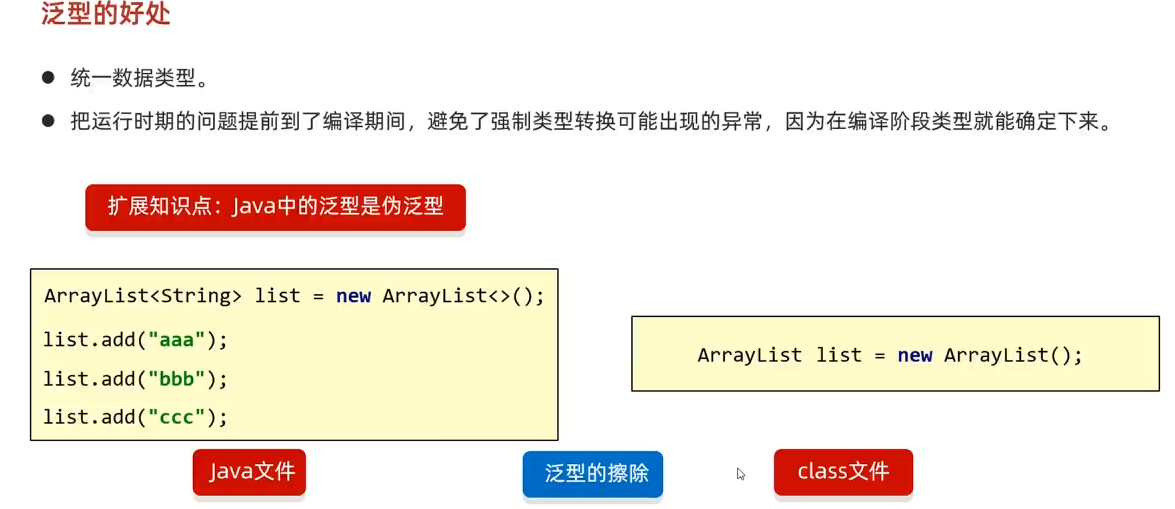 泛型的好处
● 统一数据类型。
● 把运行时期的问题提前到了编译期间，避免了强制类型转换可能出现的异常，因为在编译阶段类型就能确定下来。
扩展知识点：Java中的泛型是伪泛型
ArrayList<String> list = new ArrayList<>();
list.add("aaa");
list.add("bbb");
list.add("ccc");
ArrayList list = new ArrayList();
Java文件
泛型的擦除
class文件